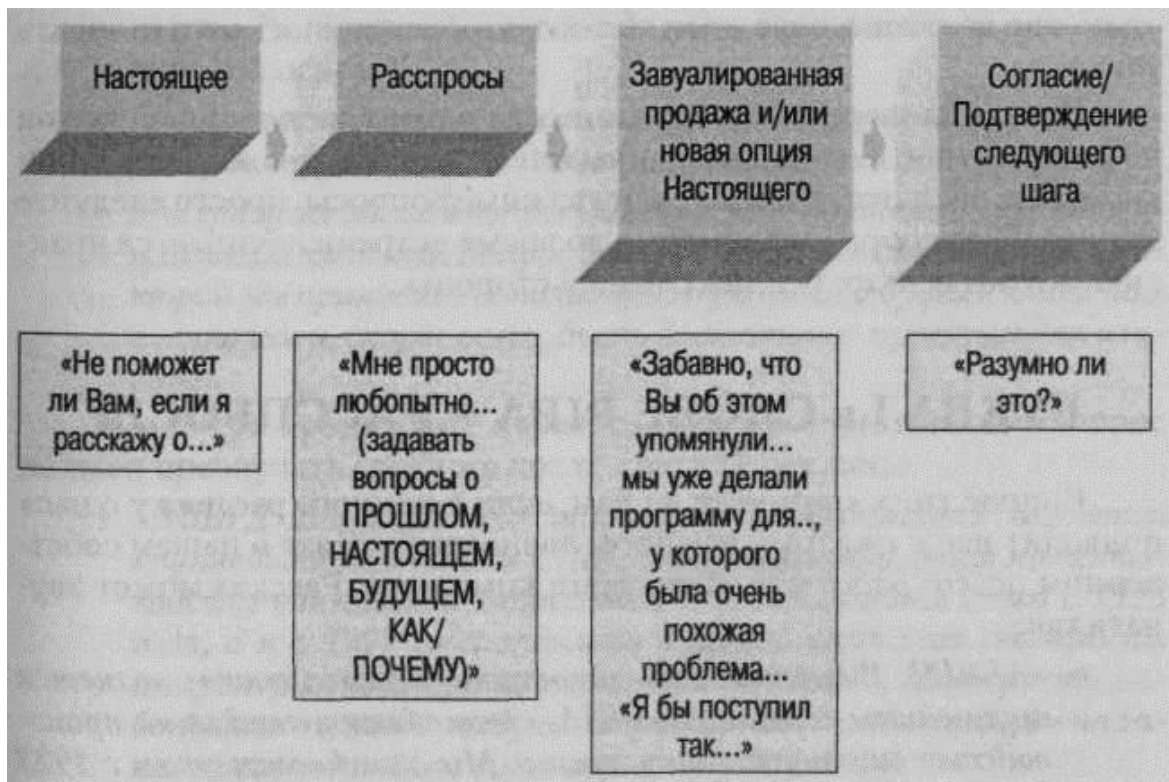 Настоящее
Расспросы
Завуалированная
продажа и/или
новая опция
Настоящего
Согласие/
Подтверждение
следующего
шага
«Не поможет
ли Вам, если я
расскажу о...»
«Мне просто
любопытно...
(задавать
вопросы о
ПРОШЛОМ,
НАСТОЯЩЕМ,
БУДУЩЕМ,
КАК/
ПОЧЕМУ)»
«Забавно, что
Вы об этом
упомянули...
мы уже делали
программу для..,
у которого
была очень
похожая
проблема...
«Я бы поступил
так...»
«Разумно ли
это?»